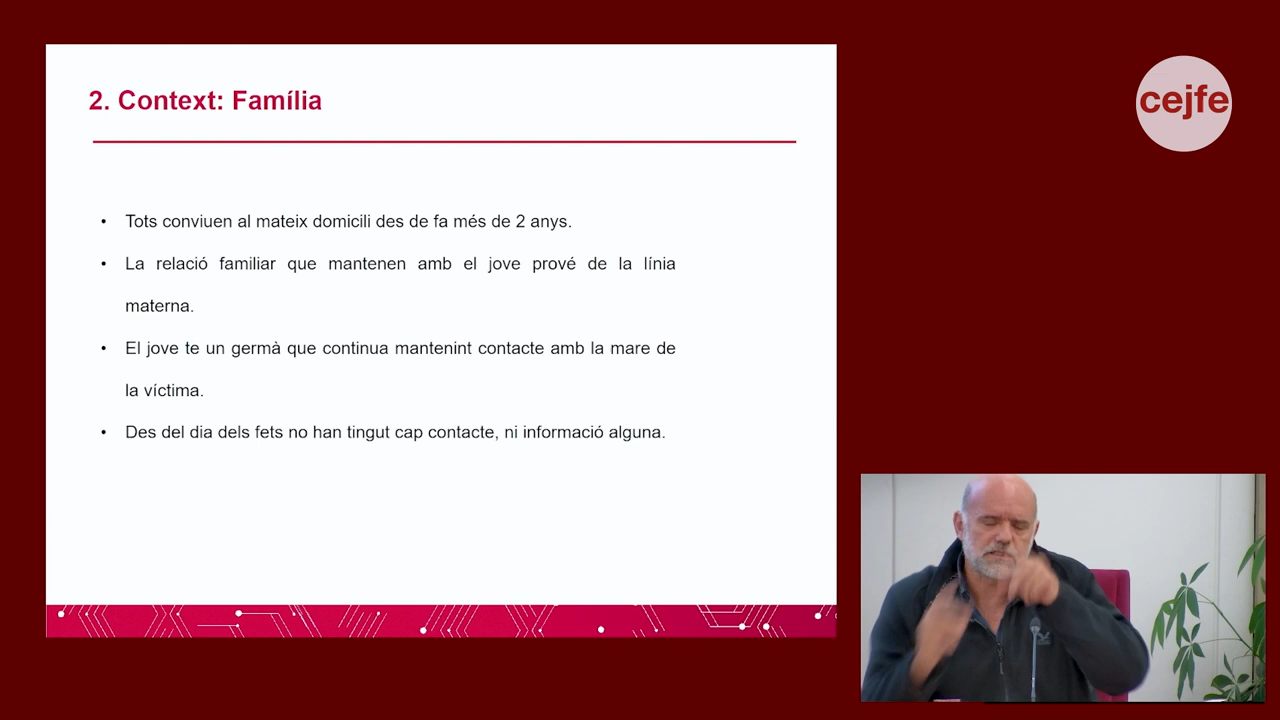 2. Context: Família
cejfe
• Tots conviuen al mateix domicili des de fa més de 2 anys.
• La relació familiar que mantenen amb el jove prové de la línia
materna.
• El jove te un germà que continua mantenint contacte amb la mare de
la víctima.
• Des del dia dels fets no han tingut cap contacte, ni informació alguna.